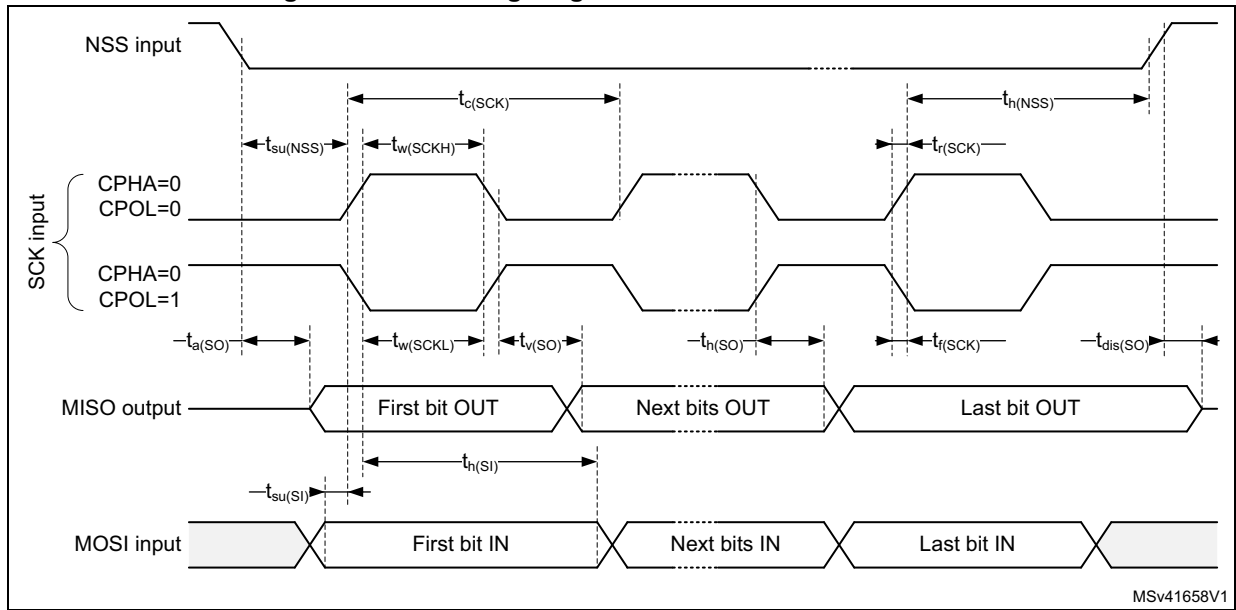 NSS input
tc(SCK)
th(NSS)
tsu(NSS)
tw(SCKH)
tr(SCK)
SCK input
CPHA=0
CPOL=0
CPHA=0
CPOL=1
ta(SO)
tw(SCKL)
tv(SO)
th(SO)
tf(SCK)
tdis(SO)
MISO output
First bit OUT
Next bits OUT
Last bit OUT
th(SI)
tsu(SI)
MOSI input
First bit IN
Next bits IN
Last bit IN
MSv41658V1